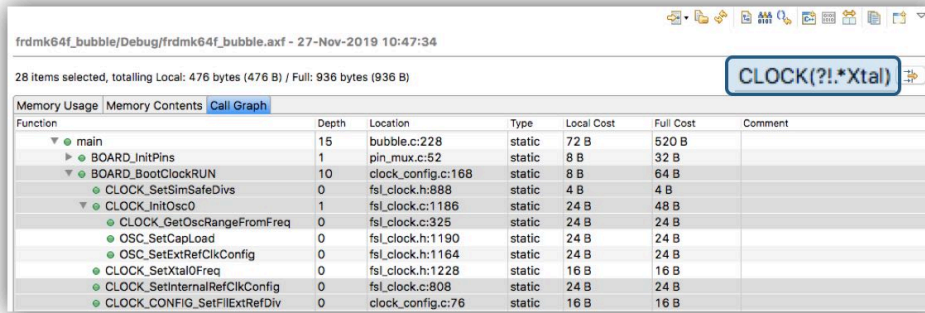 frdmk64f_bubble/Debug/frdmk64f_bubble.axf - 27-Nov-2019 10:47:34
28 items selected, totalling Local: 476 bytes (476 B) / Full: 936 bytes (936 B)
CLOCK(?!.*Xtal)
Memory Usage Memory Contents Call Graph
Function Depth Location Type Local Cost Full Cost Comment
main 15 bubble.c:228 static 72 B 520 B
BOARD_InitPins 1 pin_mux.c:52 static 8 B 32 B
BOARD_BootClockRUN 10 clock_config.c:168 static 8 B 64 B
CLOCK_SetSimSafeDivs 0 fsl_clock.h:888 static 4 B 4 B
CLOCK_InitOsc0 1 fsl_clock.c:1186 static 24 B 48 B
CLOCK_GetOscRangeFromFreq 0 fsl_clock.c:325 static 24 B 24 B
OSC_SetCapLoad 0 fsl_clock.h:1190 static 24 B 24 B
OSC_SetExtRefClkConfig 0 fsl_clock.h:1164 static 24 B 24 B
CLOCK_SetXtal0Freq 0 fsl_clock.h:1228 static 16 B 16 B
CLOCK_SetInternalRefClkConfig 0 fsl_clock.c:808 static 24 B 24 B
CLOCK_CONFIG_SetFllExtRefDiv 0 clock_config.c:76 static 16 B 16 B